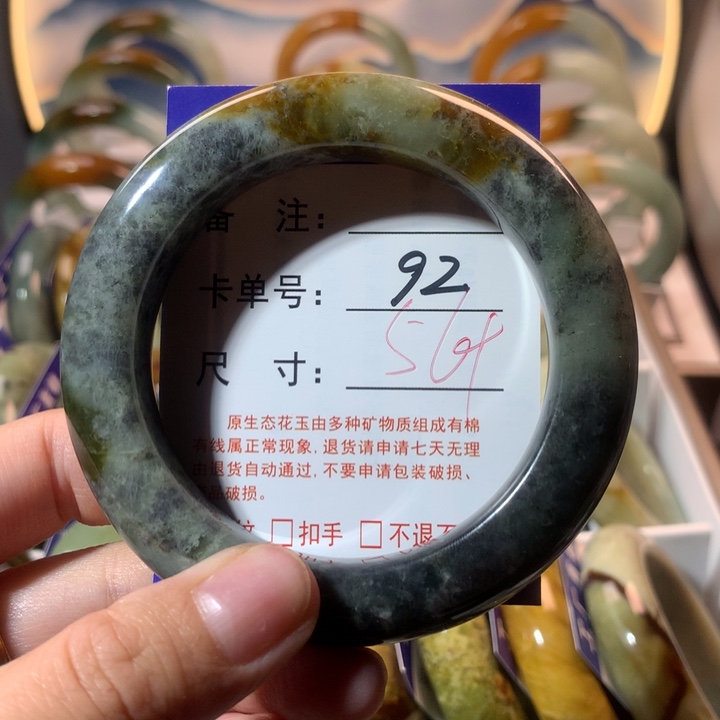 备 注：
卡单号： 92
尺 寸：
原生态花玉由多种矿物质组成有棉
有线属正常现象，退货请申请七天无理
由退货自动通过，不要申请包装破损、
破损。
纹 □扣手 □不退